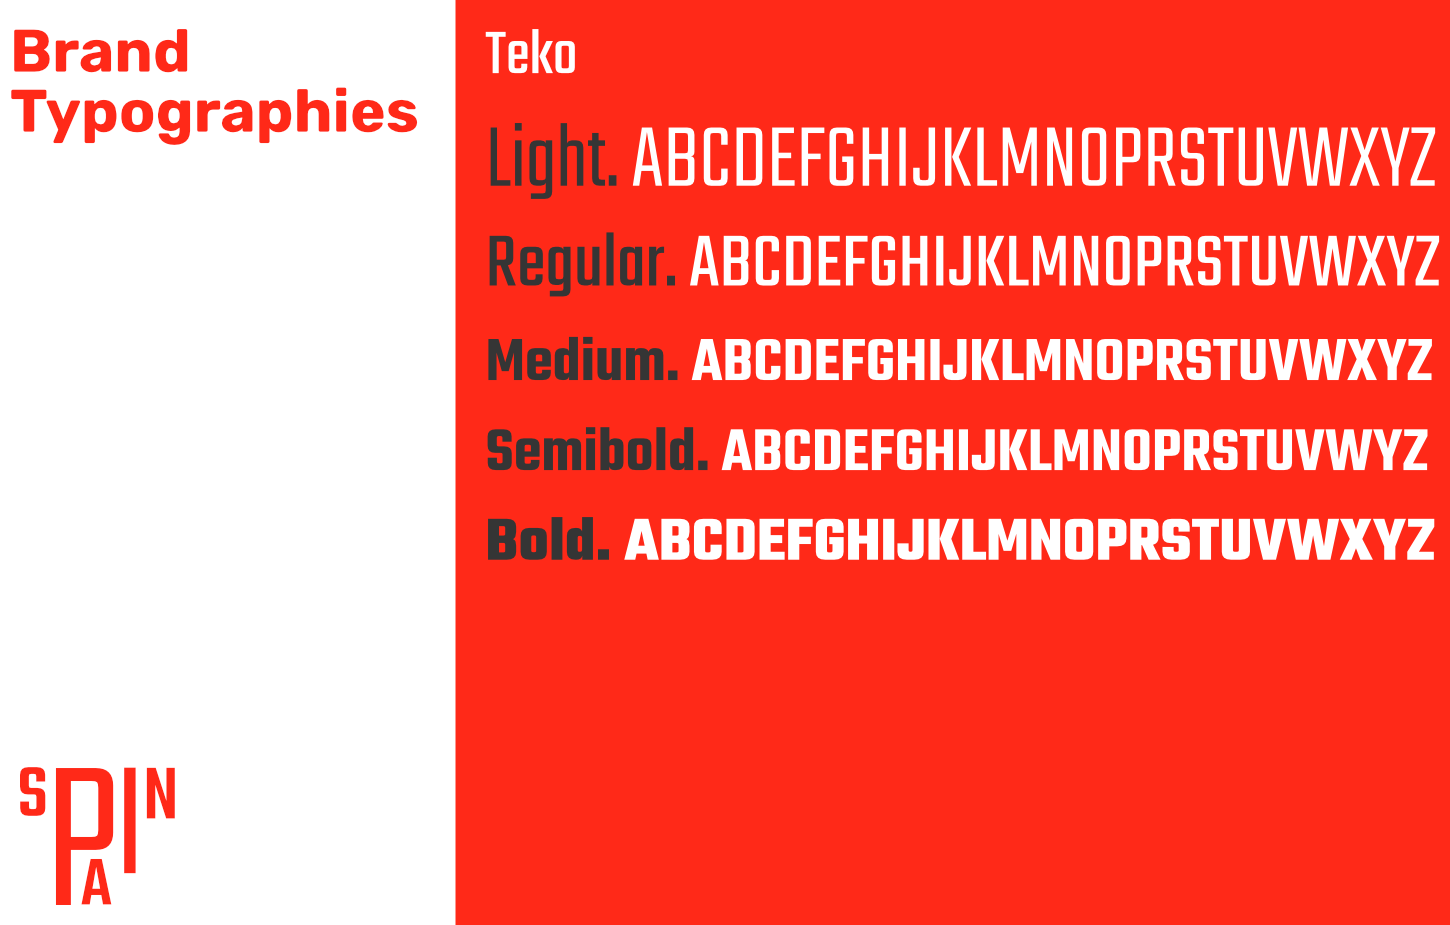 Brand
Typographies
Teko
Light. ABCDEFGHIJKLMNOPRSTUVWXYZ
Regular. ABCDEFGHIJKLMNOPRSTUVWXYZ
Medium. ABCDEFGHIJKLMNOPRSTUVWXYZ
Semibold. ABCDEFGHIJKLMNOPRSTUVWYZ
Bold. ABCDEFGHIJKLMNOPRSTUVWXYZ
SPAIN